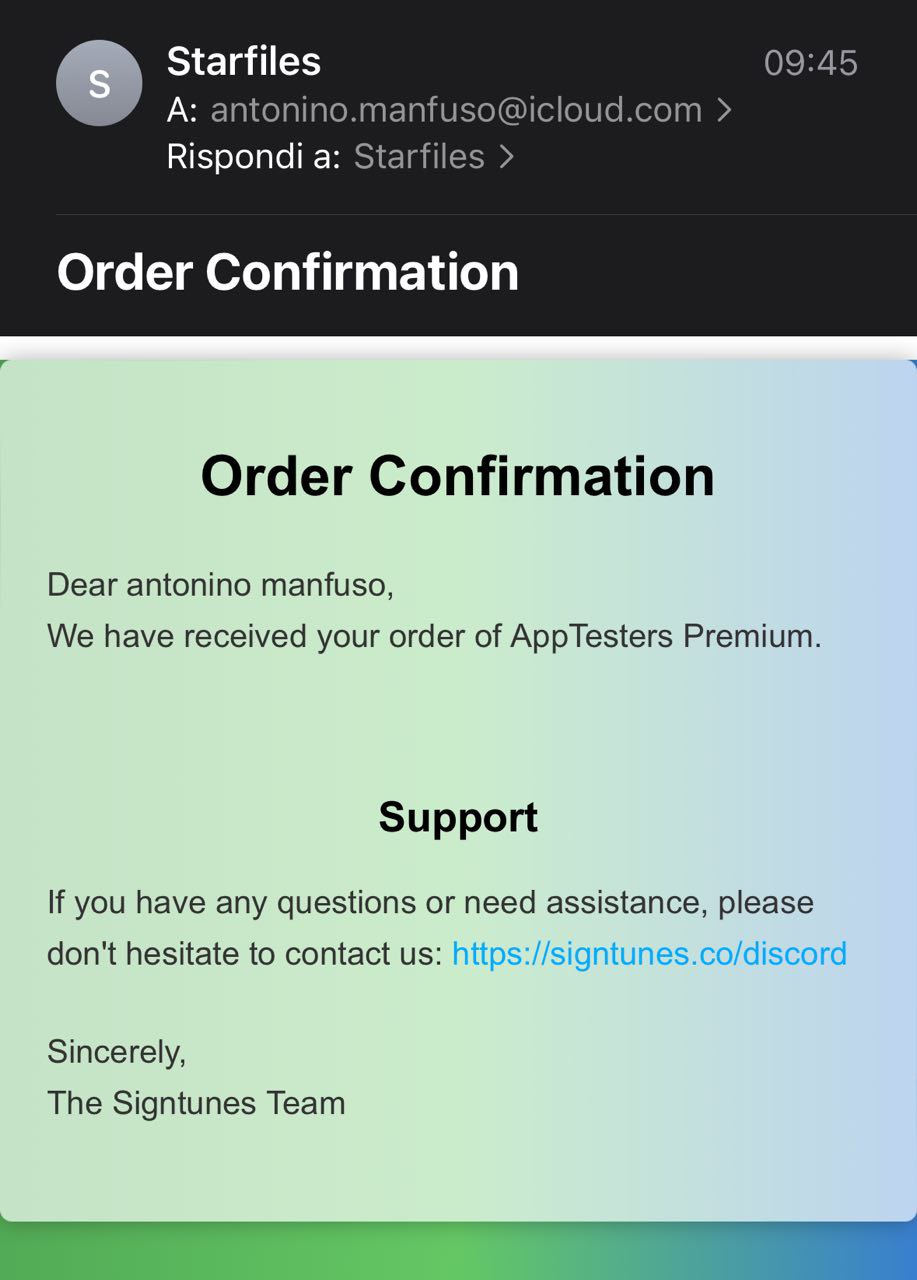 S
Starfiles
09:45
A: antonino.manfuso@icloud.com >
Rispondi a: Starfiles >
Order Confirmation
Order Confirmation
Dear antonino manfuso,
We have received your order of AppTesters Premium.
Support
If you have any questions or need assistance, please
don't hesitate to contact us: https://signtunes.co/discord
Sincerely,
The Signtunes Team